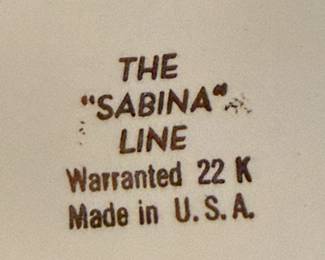 THE
"SABINA"
LINE
Warranted 22 K
Made in U.S.A.